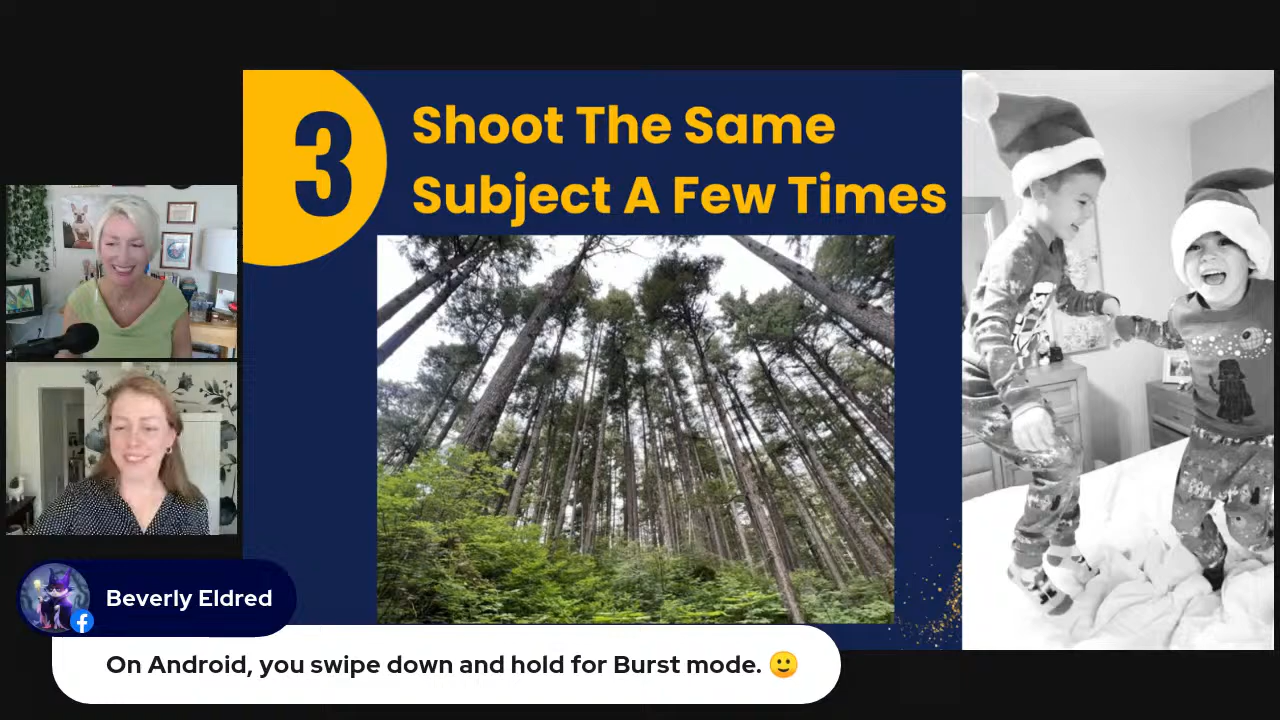 3
Shoot The Same
Subject A Few Times
Beverly Eldred
On Android, you swipe down and hold for Burst mode. 🙂